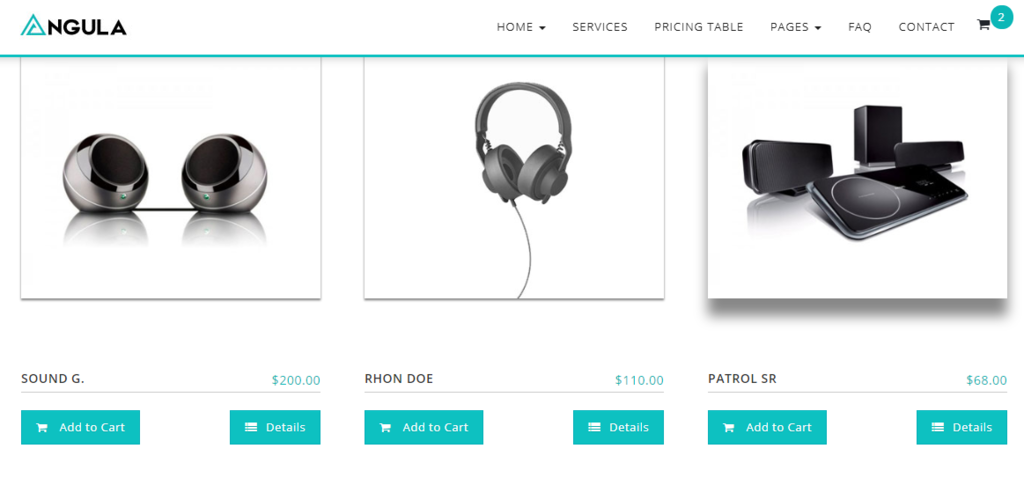 ANGULA
HOME SERVICES PRICING TABLE PAGES FAQ CONTACT 2
SOUND G. $200.00
RHON DOE $110.00
PATROL SR $68.00
Add to Cart Details
Add to Cart Details
Add to Cart Details